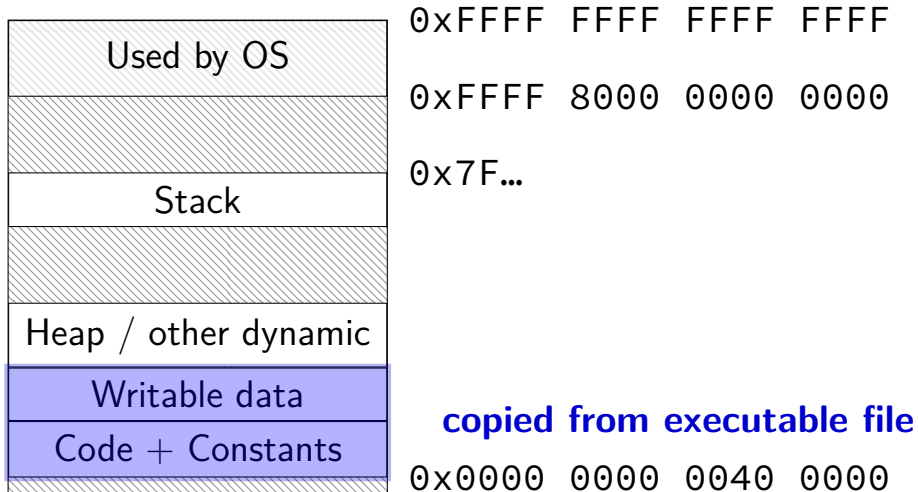 0xFFFF FFFF FFFF FFFF
Used by OS
0xFFFF 8000 0000 0000
0x7F…
Stack
Heap / other dynamic
Writable data
copied from executable file
Code + Constants
0x0000 0000 0040 0000